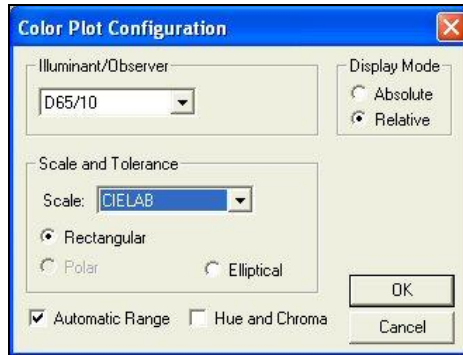 Color Plot Configuration
Illuminant/Observer
D65/10
Display Mode
Absolute
Relative
Scale and Tolerance
Scale: CIELAB
Rectangular
Polar
Elliptical
Automatic Range
Hue and Chroma
OK
Cancel